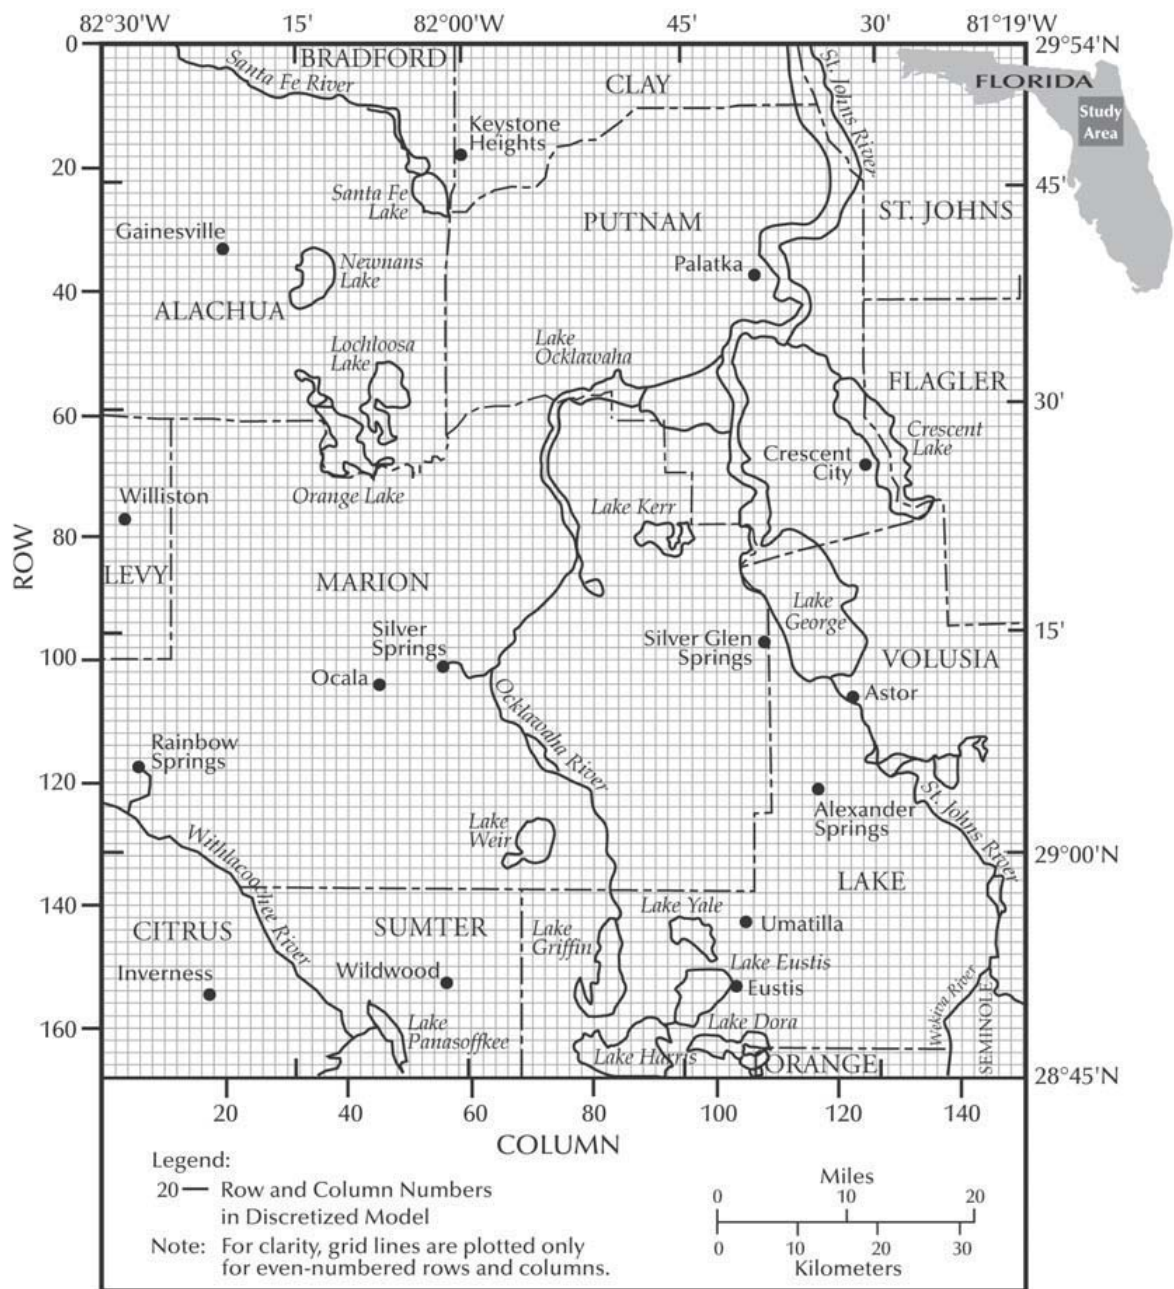 82°30'W 15' 82°00'W 45' 30' 81°19'W
0
29°54'N
BRADFORD
CLAY
Santa Fe River
St. Johns River
FLORIDA
Study
Area
Keystone
Heights
20
45'
Santa Fe
Lake
PUTNAM
ST. JOHNS
Gainesville
Newnans
Lake
Palatka
40
ALACHUA
Lochloosa
Lake
Lake
Ocklawaha
FLAGLER
30'
60
Crescent
Lake
Crescent
City
Orange Lake
Williston
Lake Kerr
80
ROW
LEVY
MARION
Lake
George
Silver
Springs
Silver Glen
Springs
15'
100
VOLUSIA
Ocala
Astor
Ocklawaha River
Rainbow
Springs
120
Alexander
Springs
St. Johns River
Lake
Weir
Withlacoochee River
29°00'N
LAKE
140
Lake Yale
CITRUS
SUMTER
Lake
Griffin
Umatilla
Inverness
Wildwood
Lake Eustis
Eustis
Wekiva River
SEMINOLE
160
Lake
Panasoffkee
Lake Dora
Lake Harris
ORANGE
28°45'N
20 40 60 80 100 120 140
COLUMN
Legend:
20 — Row and Column Numbers
in Discretized Model
Note: For clarity, grid lines are plotted only
for even-numbered rows and columns.
Miles
0 10 20
0 10 20 30
Kilometers